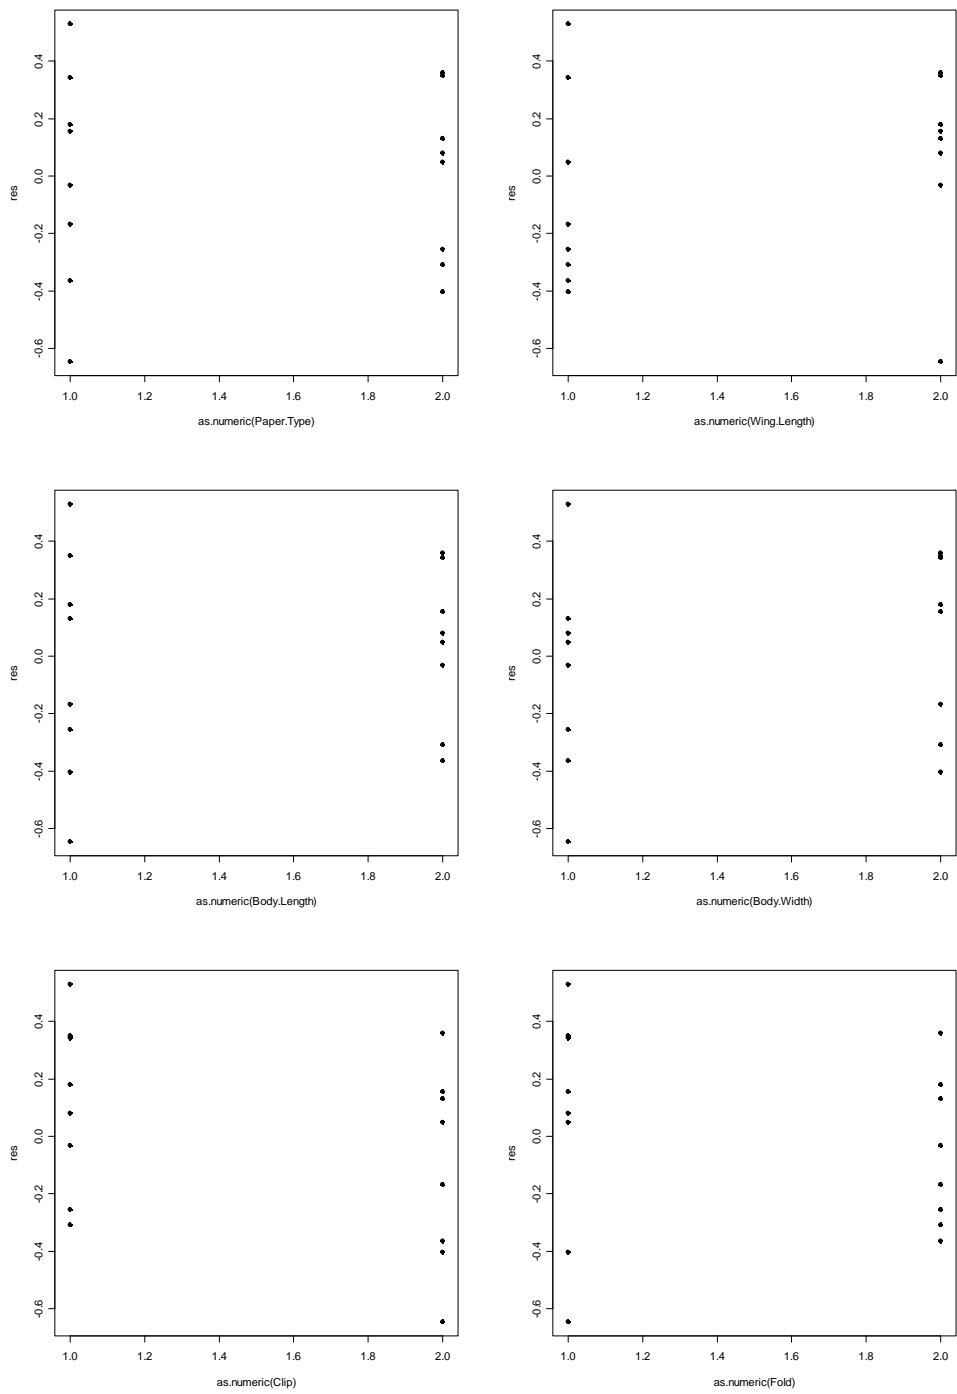 0.4
0.2
0.0
-0.2
-0.4
-0.6
res
1.0 1.2 1.4 1.6 1.8 2.0
as.numeric(Paper.Type)
0.4
0.2
0.0
-0.2
-0.4
-0.6
res
1.0 1.2 1.4 1.6 1.8 2.0
as.numeric(Wing.Length)
0.4
0.2
0.0
-0.2
-0.4
-0.6
res
1.0 1.2 1.4 1.6 1.8 2.0
as.numeric(Body.Length)
0.4
0.2
0.0
-0.2
-0.4
-0.6
res
1.0 1.2 1.4 1.6 1.8 2.0
as.numeric(Body.Width)
0.4
0.2
0.0
-0.2
-0.4
-0.6
res
1.0 1.2 1.4 1.6 1.8 2.0
as.numeric(Clip)
0.4
0.2
0.0
-0.2
-0.4
-0.6
res
1.0 1.2 1.4 1.6 1.8 2.0
as.numeric(Fold)